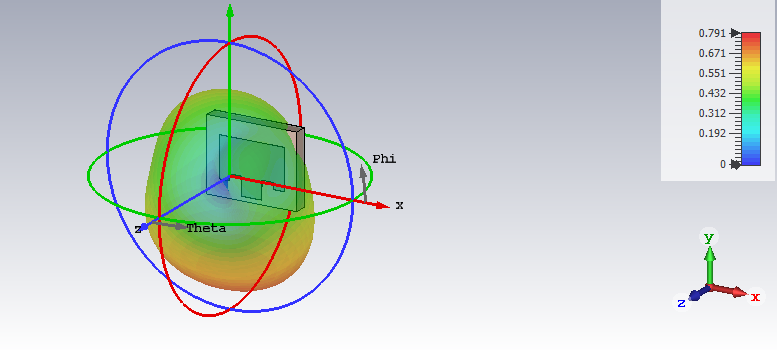 0.791
0.671
0.551
0.432
0.312
0.192
0
Phi
x
z
Theta
y
x
z